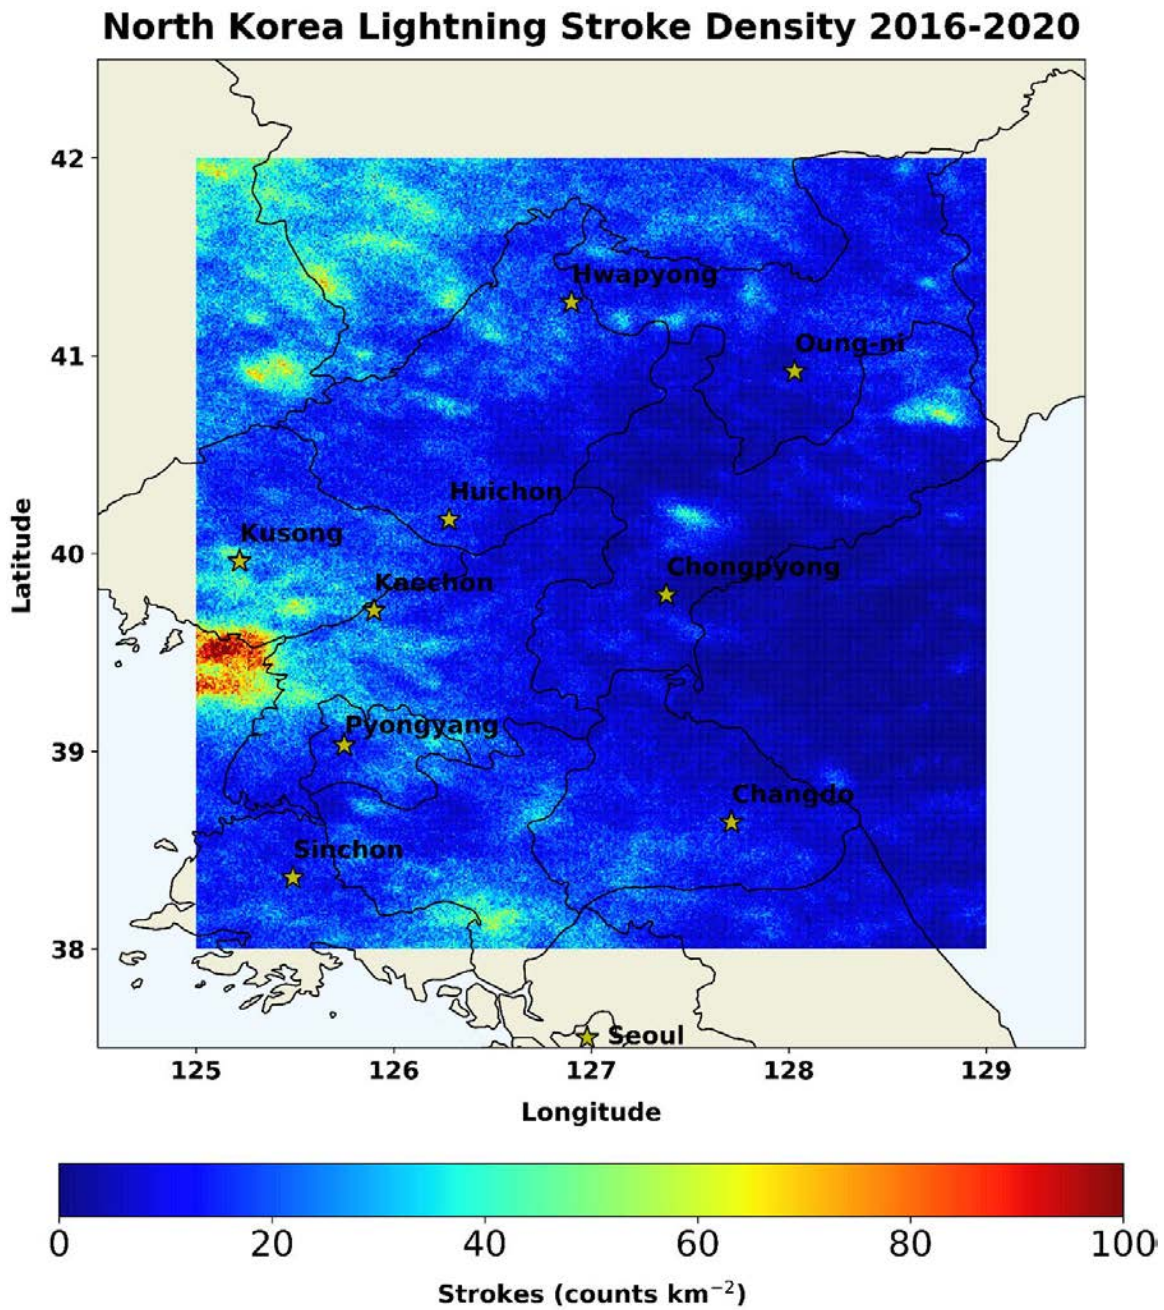 North Korea Lightning Stroke Density 2016-2020
42
Hwapyong
41
Oung-ni
Huichon
Kusong
40
Chongpyong
Kaechon
Latitude
39
Pyongyang
Changdo
Sinchon
38
Seoul
125 126 127 128 129
Longitude
0 20 40 60 80 100
Strokes (counts km⁻²)